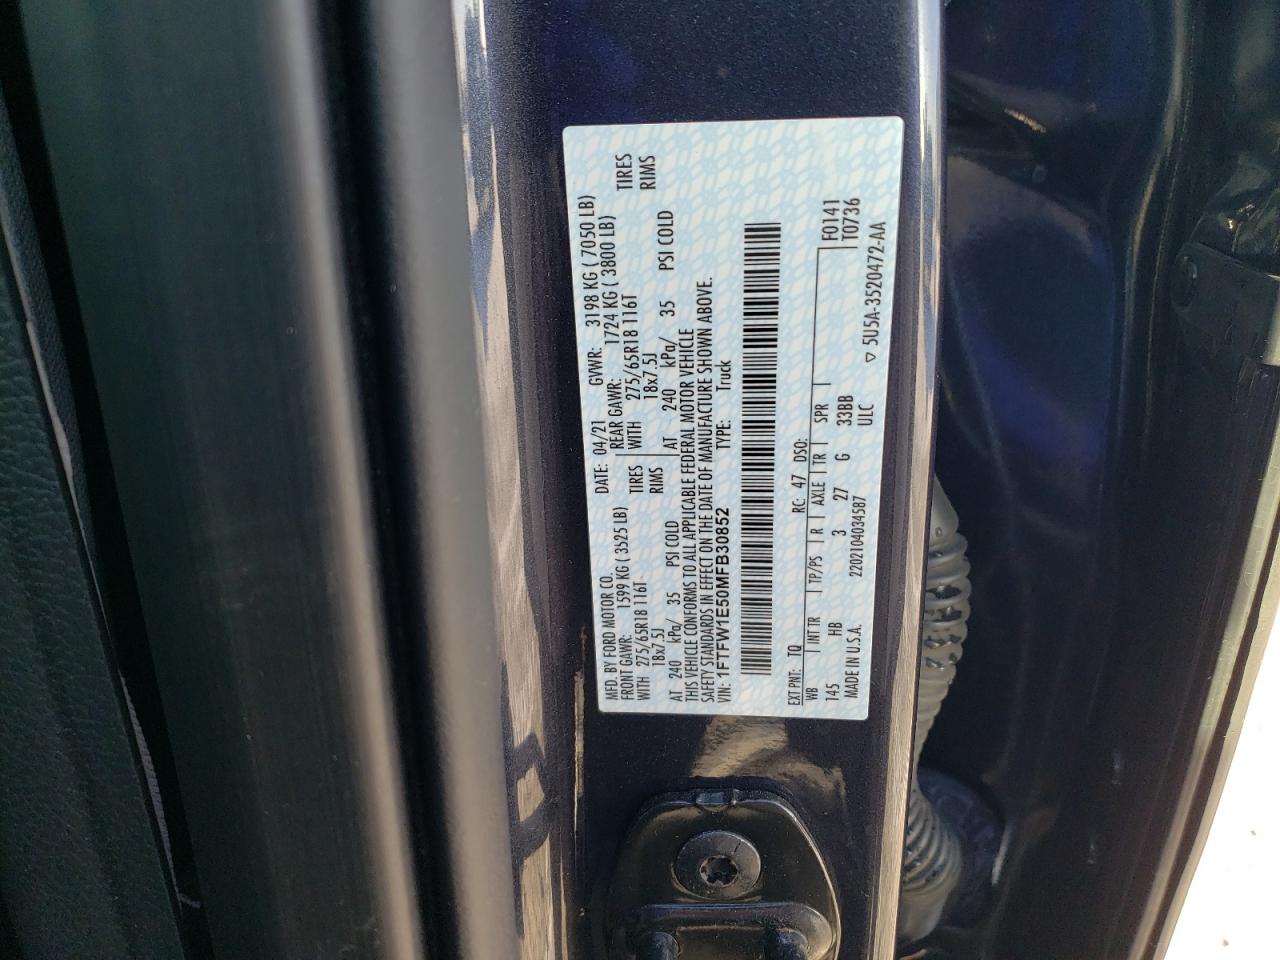 MFD. BY FORD MOTOR CO.
DATE: 04/21 GVWR: 3198 KG ( 7050 LB)
FRONT GAWR: 1599 KG ( 3525 LB) REAR GAWR: 1724 KG ( 3800 LB)
WITH 275/65R18 116T TIRES WITH 275/65R18 116T TIRES
18x7.5J RIMS 18x7.5J RIMS
AT 240 kPa/ 35 PSI COLD AT 240 kPa/ 35 PSI COLD
THIS VEHICLE CONFORMS TO ALL APPLICABLE FEDERAL MOTOR VEHICLE
SAFETY STANDARDS IN EFFECT ON THE DATE OF MANUFACTURE SHOWN ABOVE.
VIN: 1FTFW1E50MFB30852 TYPE: Truck
EXT PNT: TQ RC: 47 DSO: F0141
WB INT TR TP/PS R AXLE TR SPR T0736
145 HB 3 27 G 33BB
MADE IN U.S.A. 2202104034587 ULC ▽ 5U5A-3520472-AA